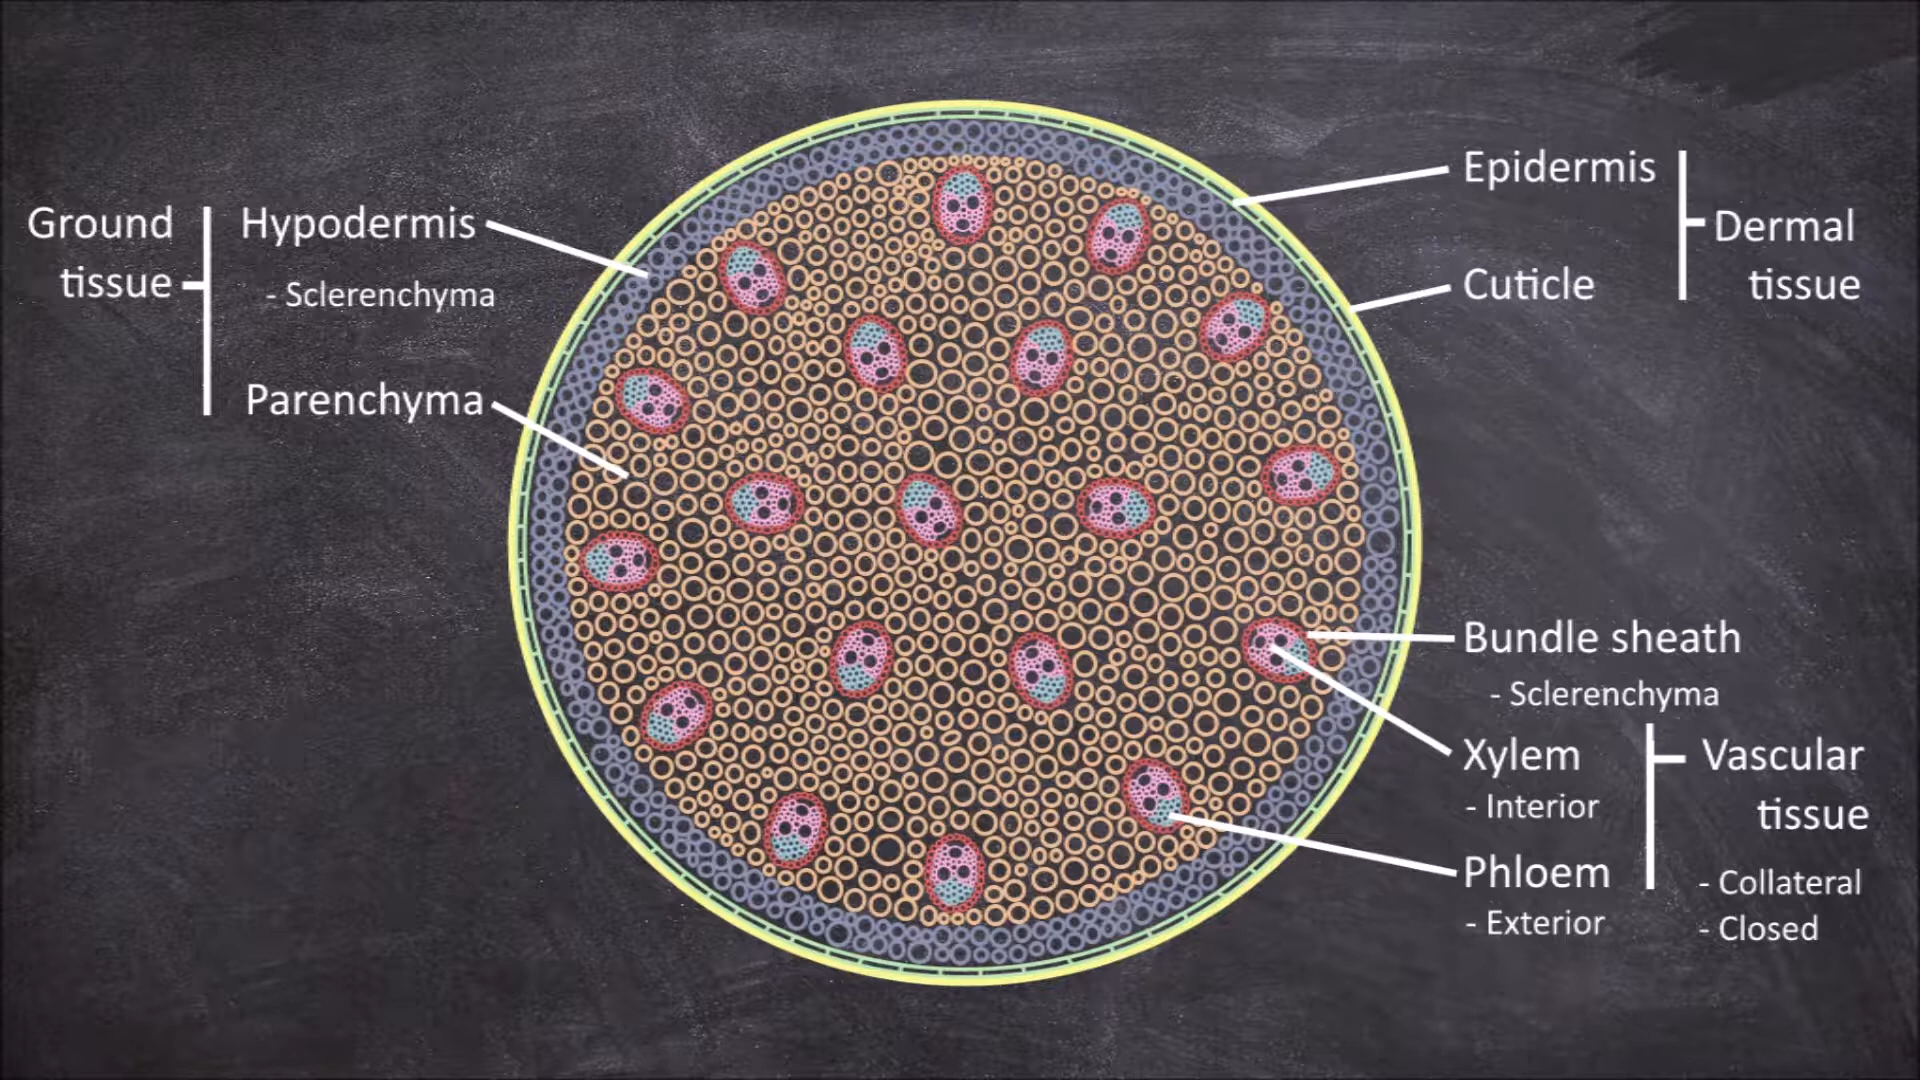 Ground
tissue
Hypodermis
- Sclerenchyma
Parenchyma
Epidermis
Cuticle
Dermal
tissue
Bundle sheath
- Sclerenchyma
Xylem
- Interior
Phloem
- Exterior
Vascular
tissue
- Collateral
- Closed